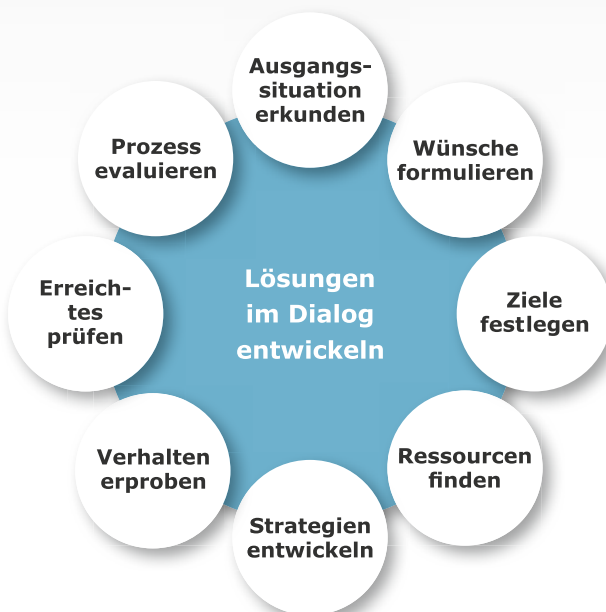 Ausgangs-
situation
erkunden
Wünsche
formulieren
Ziele
festlegen
Ressourcen
finden
Strategien
entwickeln
Verhalten
erproben
Erreich-
tes
prüfen
Prozess
evaluieren
Lösungen
im Dialog
entwickeln